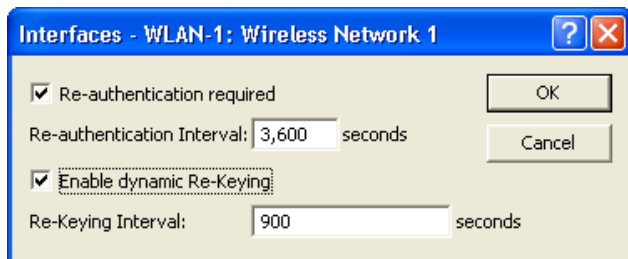 Interfaces - WLAN-1: Wireless Network 1
Re-authentication required
OK
Re-authentication Interval: 3,600 seconds
Cancel
Enable dynamic Re-Keying
Re-Keying Interval: 900 seconds